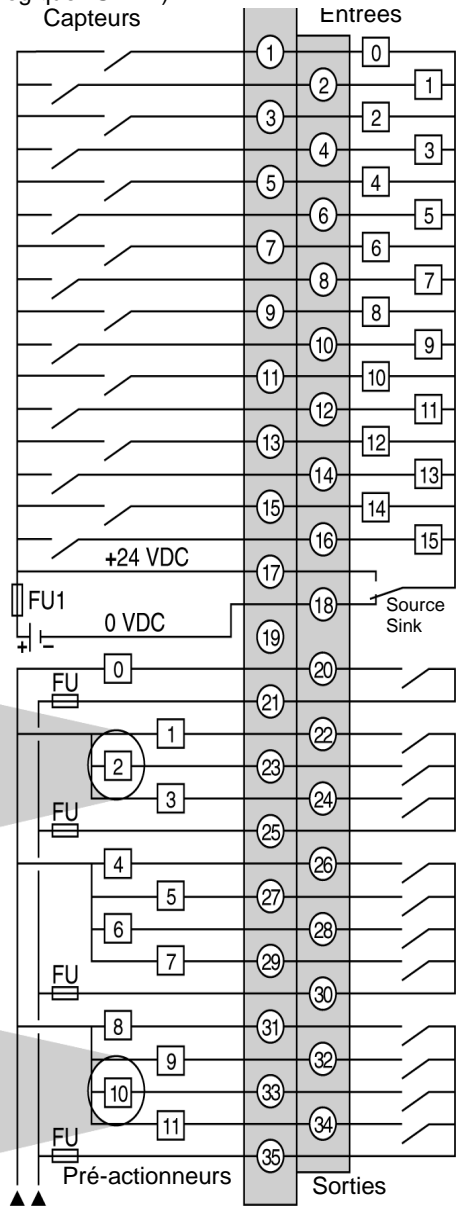 Capteurs Entrees
1 0
2 1
3 2
4 3
5 4
6 5
7 6
8 7
9 8
10 9
11 10
12 11
13 12
14 13
15 14
16 15
+24 VDC 17
FU1 18 Source
0 VDC Sink
+ – 19
0 20
FU 21
1 22
2 23
3 24
FU 25
4 26
5 27
6 28
7 29
FU 30
8 31
9 32
10 33
11 34
FU 35
Pré-actionneurs Sorties